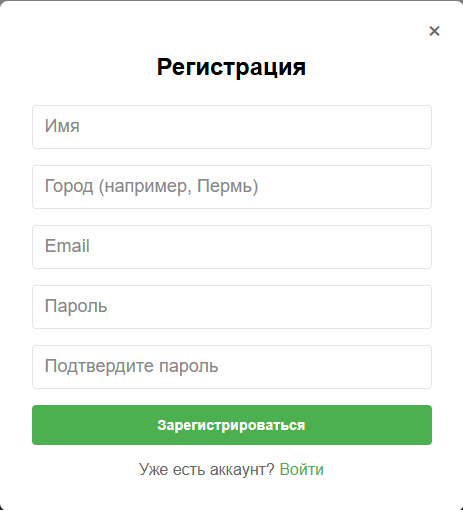 ×
Регистрация
Имя
Город (например, Пермь)
Email
Пароль
Подтвердите пароль
Зарегистрироваться
Уже есть аккаунт? Войти